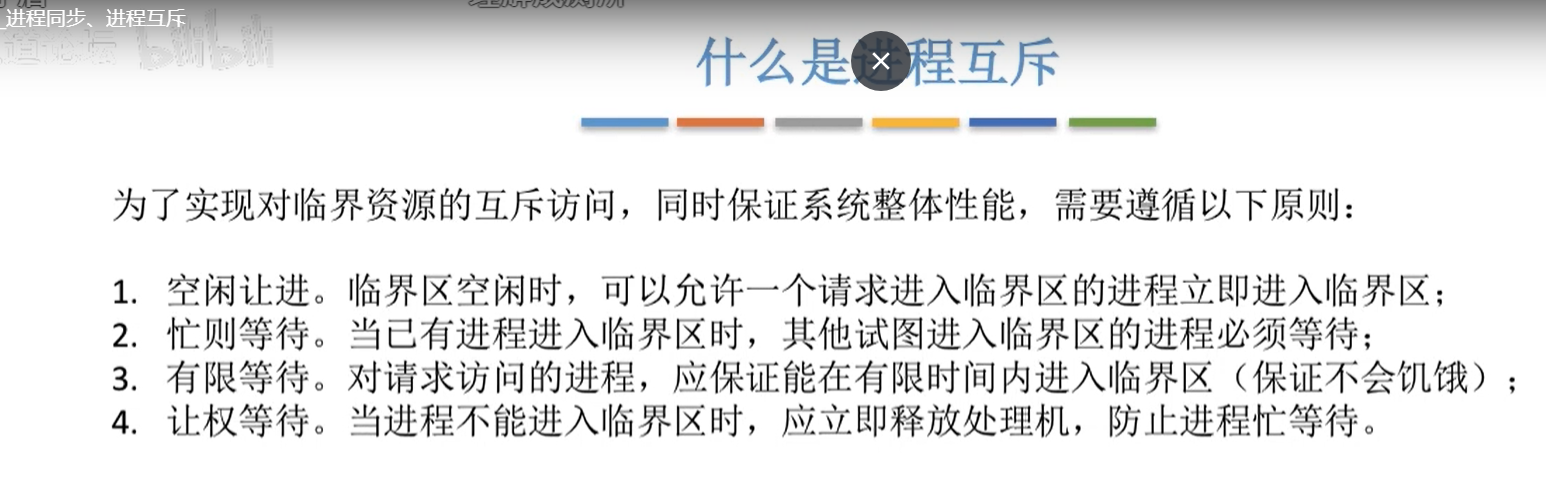 进程同步、进程互斥
bilibili
什么是进程互斥
为了实现对临界资源的互斥访问，同时保证系统整体性能，需要遵循以下原则：
1. 空闲让进。临界区空闲时，可以允许一个请求进入临界区的进程立即进入临界区；
2. 忙则等待。当已有进程进入临界区时，其他试图进入临界区的进程必须等待；
3. 有限等待。对请求访问的进程，应保证能在有限时间内进入临界区（保证不会饥饿）；
4. 让权等待。当进程不能进入临界区时，应立即释放处理机，防止进程忙等待。